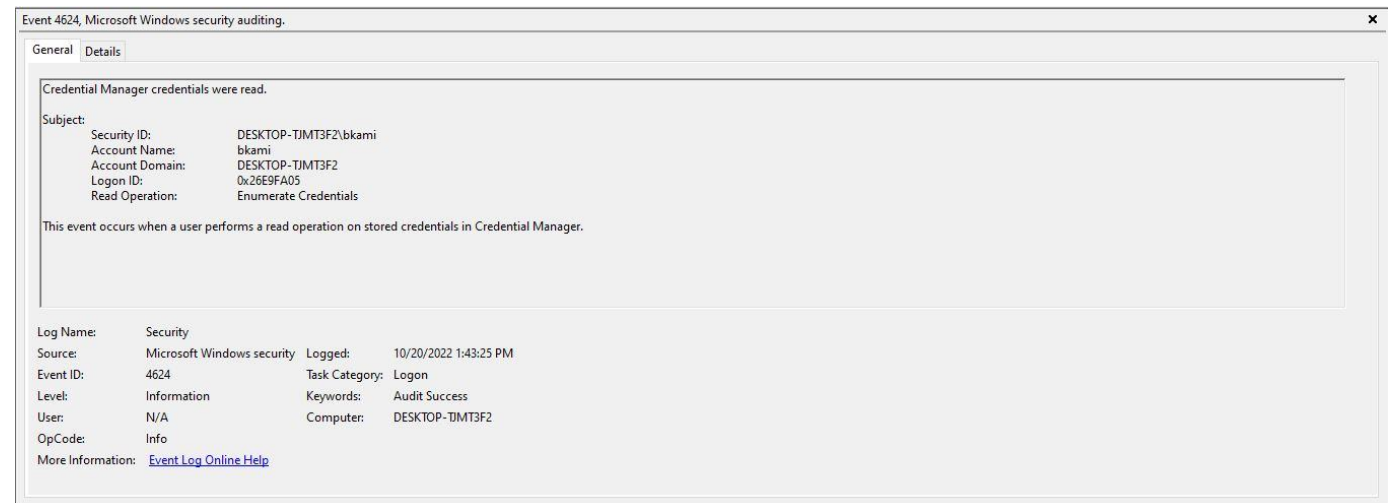 Event 4624, Microsoft Windows security auditing.
General Details
Credential Manager credentials were read.
Subject:
Security ID: DESKTOP-TJMT3F2\bkami
Account Name: bkami
Account Domain: DESKTOP-TJMT3F2
Logon ID: 0x26E9FA05
Read Operation: Enumerate Credentials
This event occurs when a user performs a read operation on stored credentials in Credential Manager.
Log Name: Security
Source: Microsoft Windows security Logged: 10/20/2022 1:43:25 PM
Event ID: 4624 Task Category: Logon
Level: Information Keywords: Audit Success
User: N/A Computer: DESKTOP-TJMT3F2
OpCode: Info
More Information: Event Log Online Help